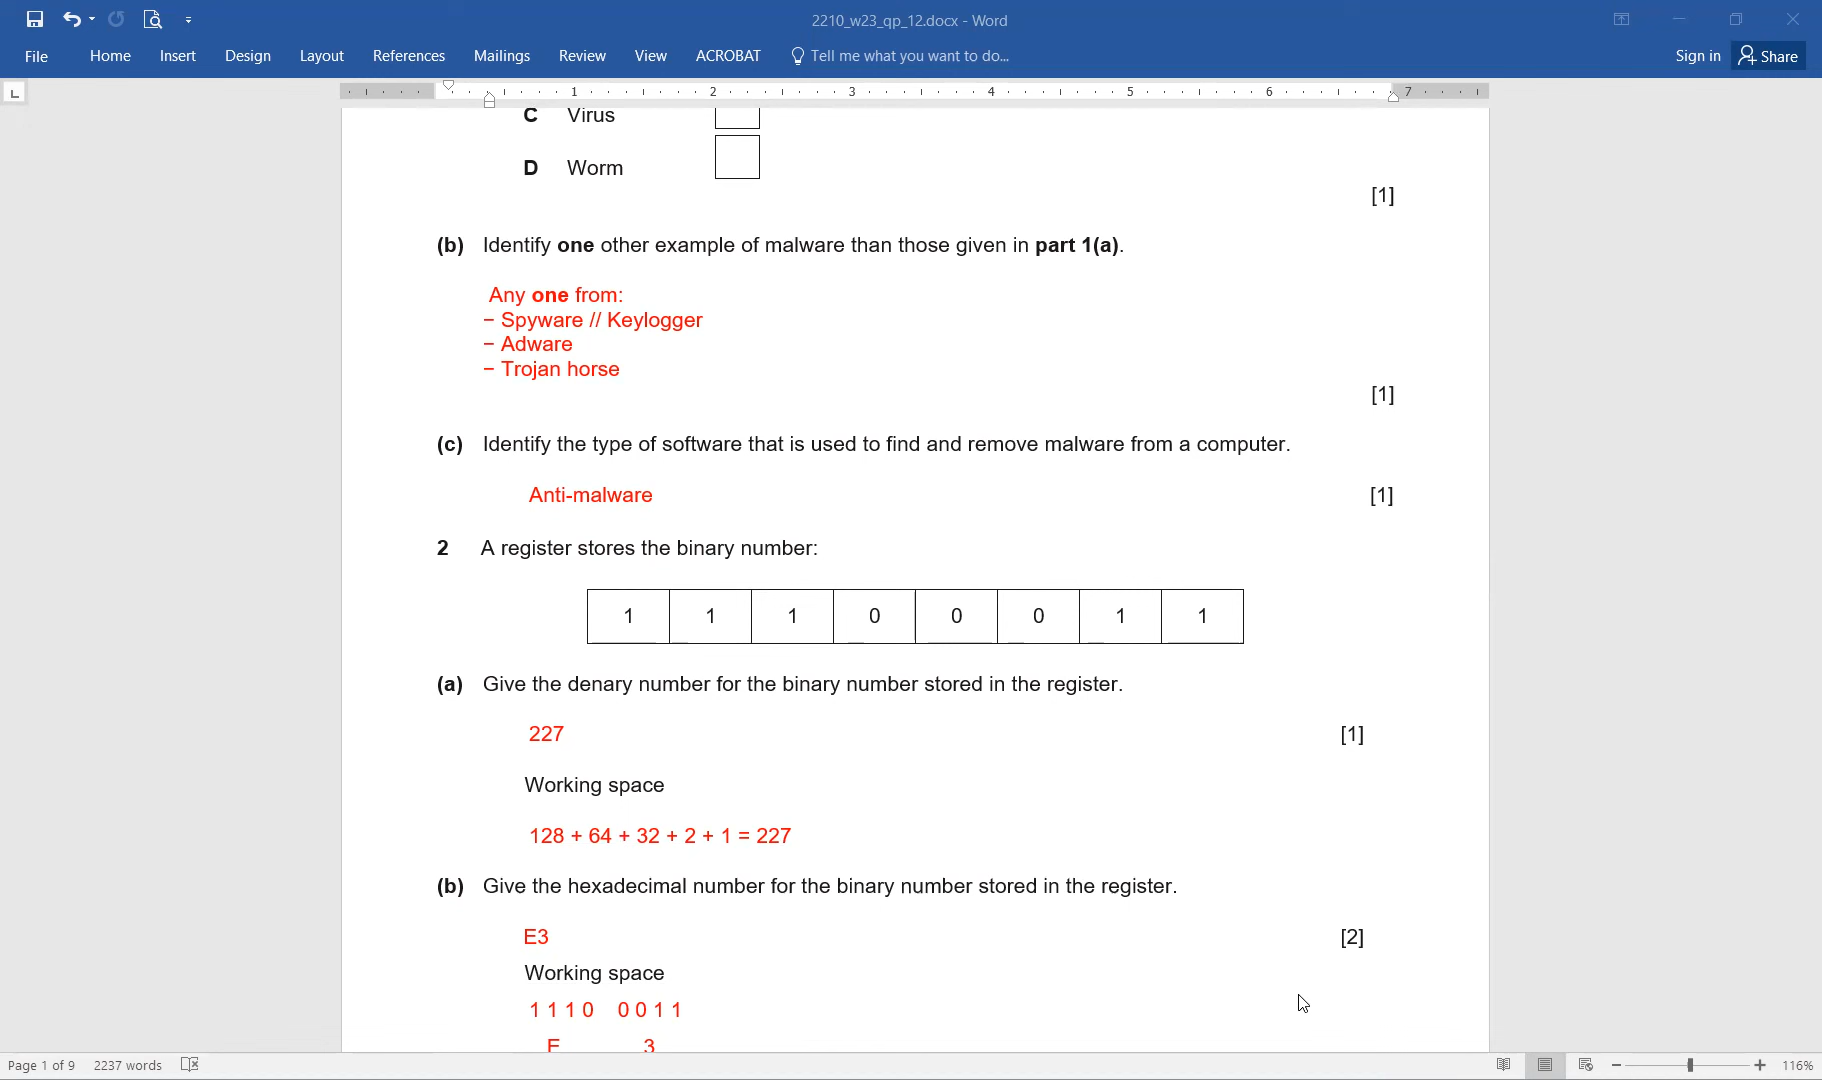 2210_w23_qp_12.docx - Word
File Home Insert Design Layout References Mailings Review View ACROBAT Tell me what you want to do... Sign in Share
1 2 3 4 5 6 7
C Virus
D Worm
[1]
(b) Identify one other example of malware than those given in part 1(a).
Any one from:
− Spyware // Keylogger
− Adware
− Trojan horse
[1]
(c) Identify the type of software that is used to find and remove malware from a computer.
Anti-malware [1]
2 A register stores the binary number:
1 1 1 0 0 0 1 1
(a) Give the denary number for the binary number stored in the register.
227 [1]
Working space
128 + 64 + 32 + 2 + 1 = 227
(b) Give the hexadecimal number for the binary number stored in the register.
E3 [2]
Working space
1 1 1 0 0 0 1 1
E 3
Page 1 of 9 2237 words 116%